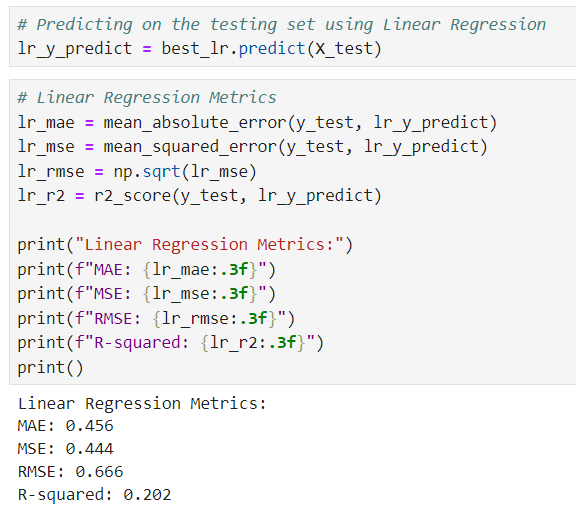 # Predicting on the testing set using Linear Regression
lr_y_predict = best_lr.predict(X_test)
# Linear Regression Metrics
lr_mae = mean_absolute_error(y_test, lr_y_predict)
lr_mse = mean_squared_error(y_test, lr_y_predict)
lr_rmse = np.sqrt(lr_mse)
lr_r2 = r2_score(y_test, lr_y_predict)
print("Linear Regression Metrics:")
print(f"MAE: {lr_mae:.3f}")
print(f"MSE: {lr_mse:.3f}")
print(f"RMSE: {lr_rmse:.3f}")
print(f"R-squared: {lr_r2:.3f}")
print()
Linear Regression Metrics:
MAE: 0.456
MSE: 0.444
RMSE: 0.666
R-squared: 0.202